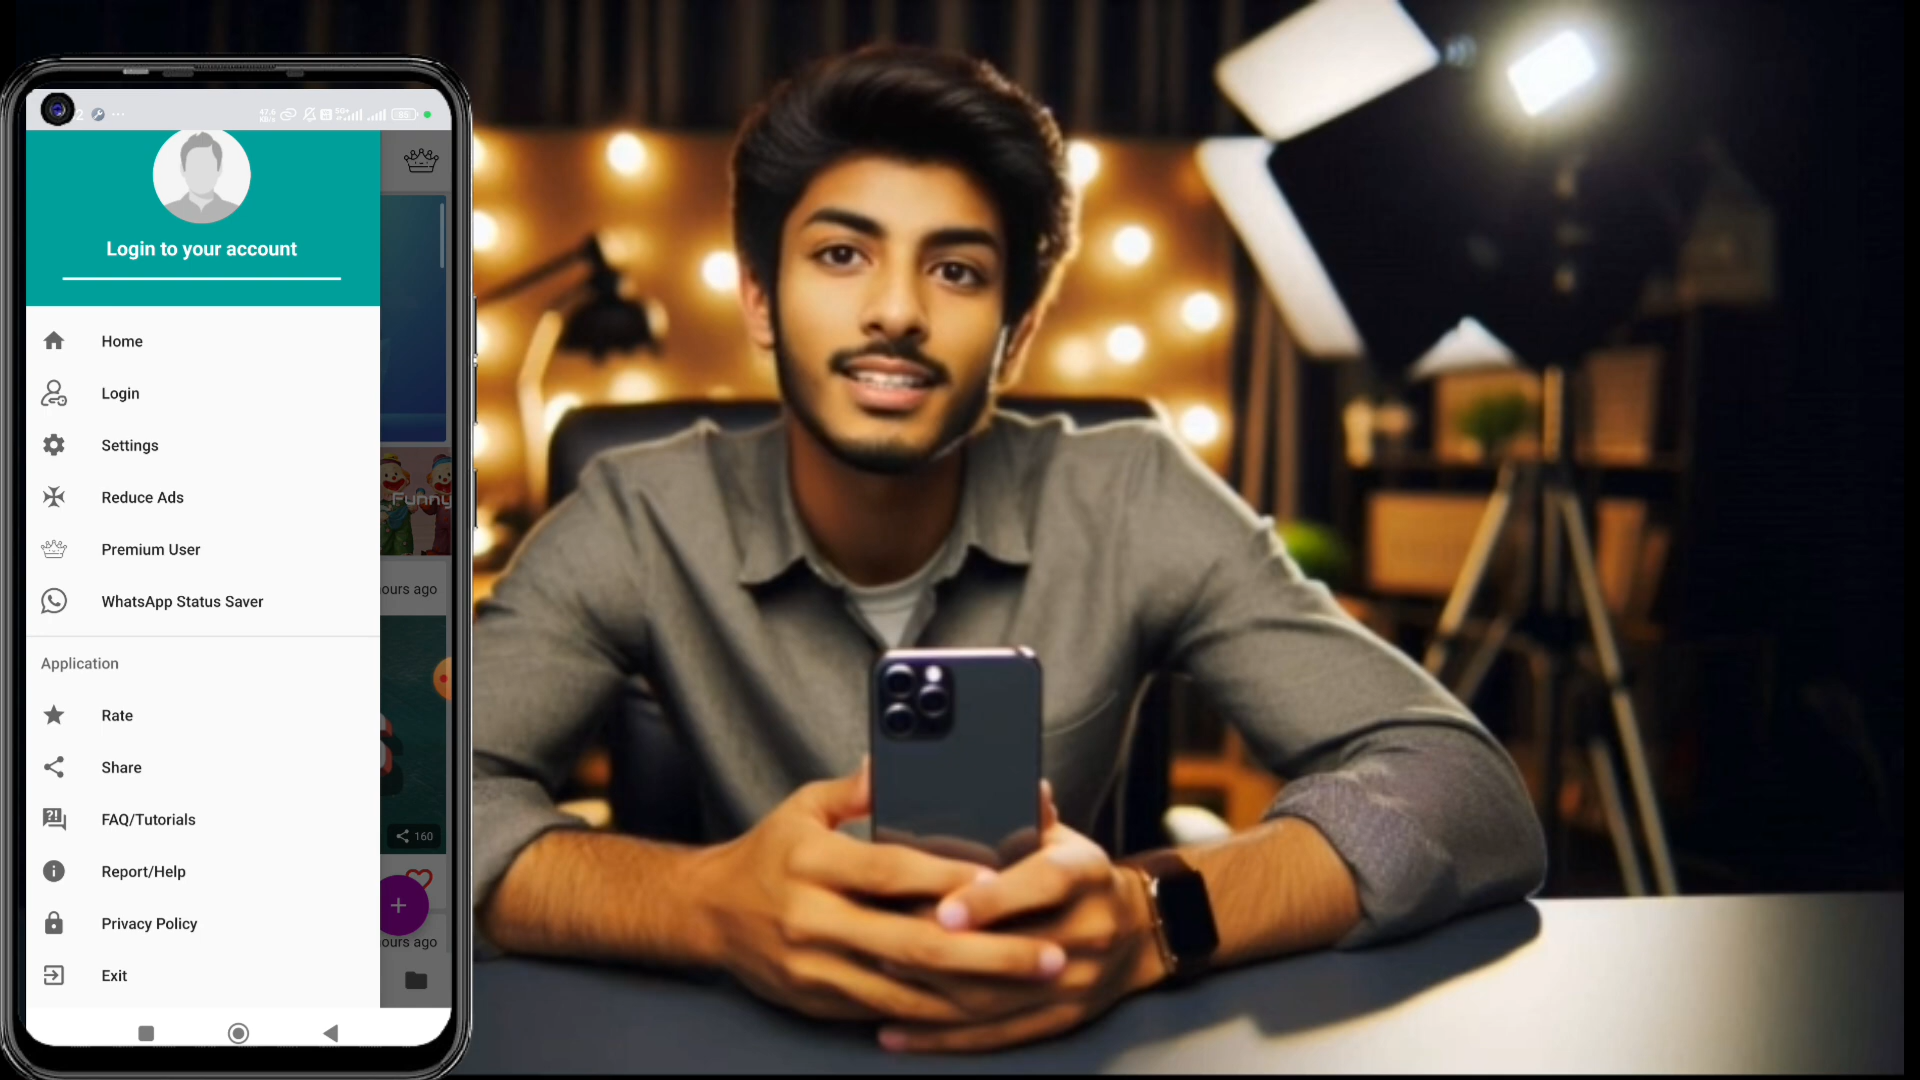 Login to your account
Home
Login
Settings
Reduce Ads
Premium User
WhatsApp Status Saver
Application
Rate
Share
FAQ/Tutorials
Report/Help
Privacy Policy
Exit
Funny
ours ago
160
ours ago